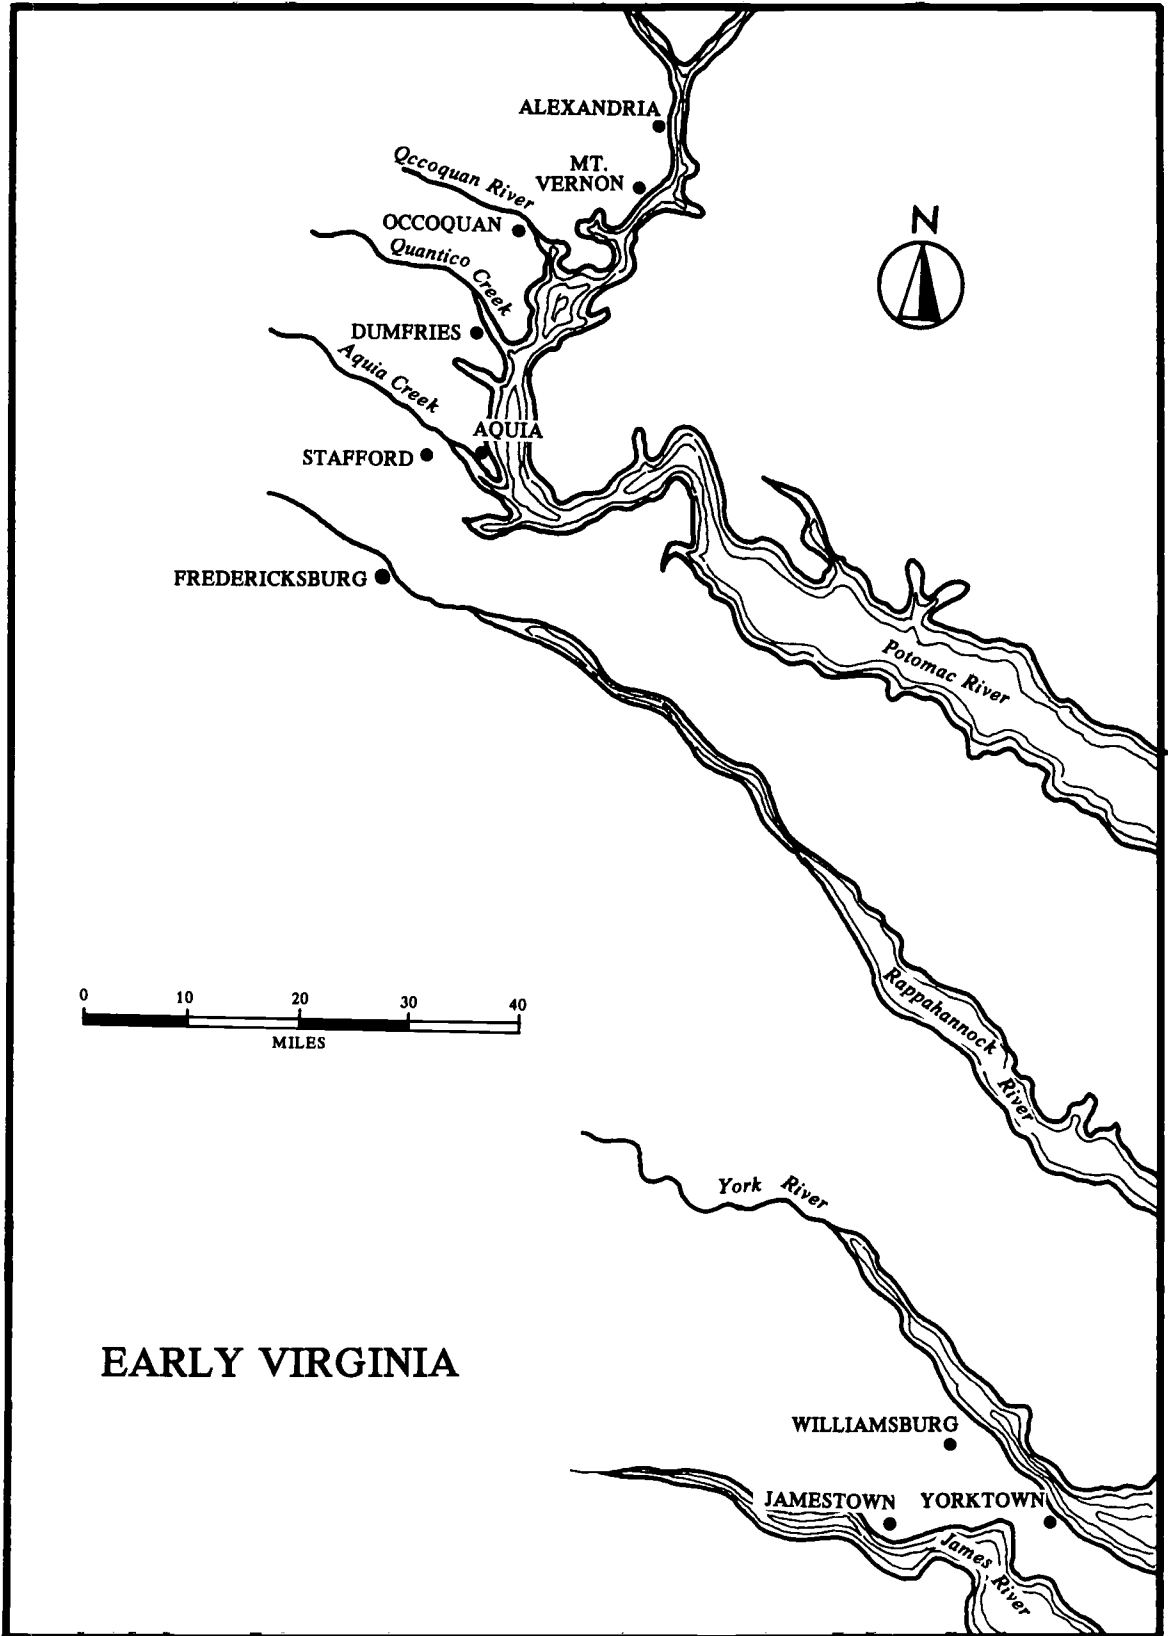 ALEXANDRIA
MT.
VERNON
Qccoquan River
OCCOQUAN
N
Quantico Creek
DUMFRIES
Aquia Creek
AQUIA
STAFFORD
FREDERICKSBURG
Potomac River
Rappahannock
River
0 10 20 30 40
MILES
York River
EARLY VIRGINIA
WILLIAMSBURG
JAMESTOWN
YORKTOWN
James River